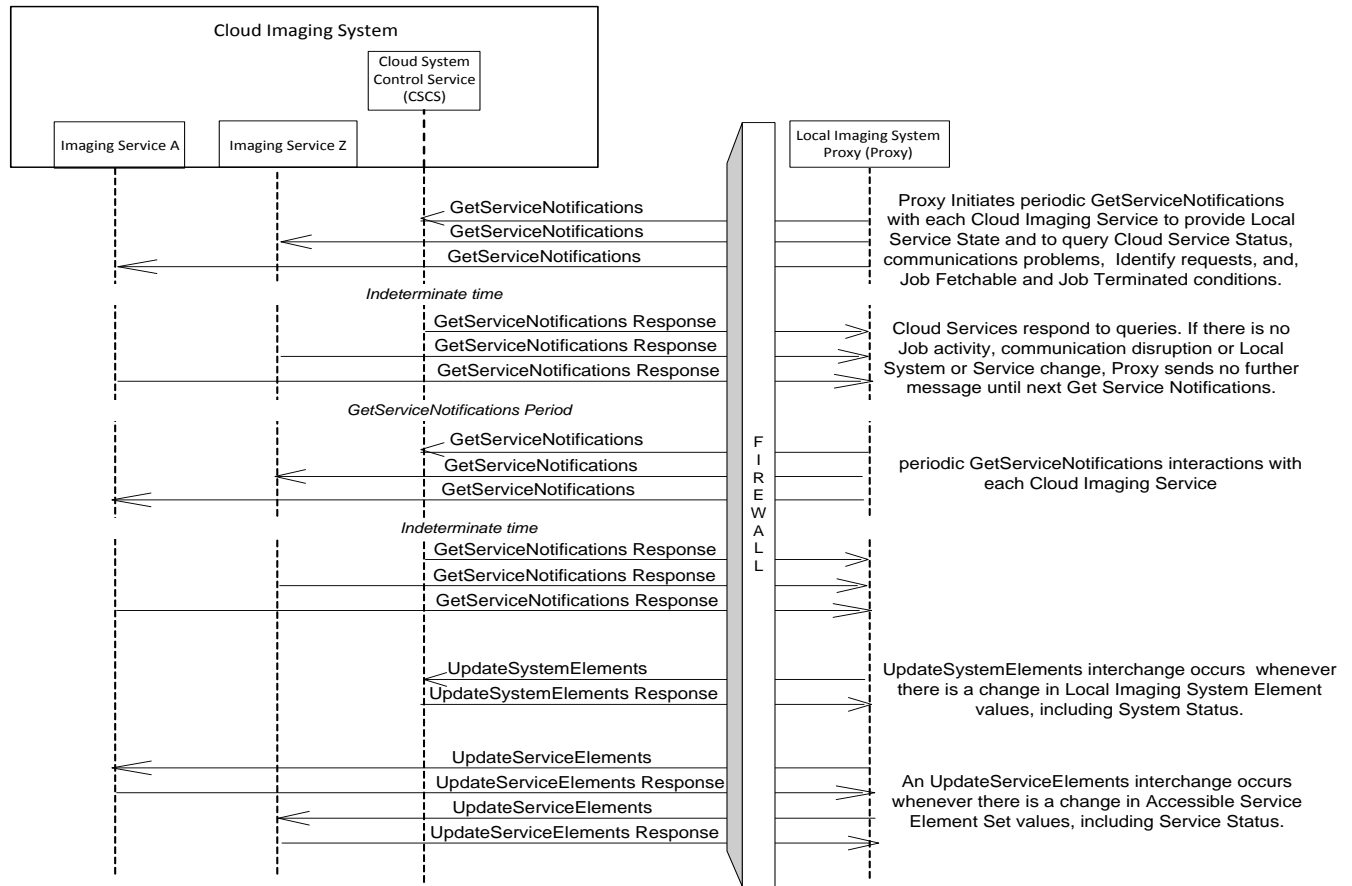 Cloud Imaging System
Cloud System
Control Service
(CSCS)
Imaging Service A
Imaging Service Z
Local Imaging System
Proxy (Proxy)
GetServiceNotifications
GetServiceNotifications
GetServiceNotifications
Proxy Initiates periodic GetServiceNotifications
with each Cloud Imaging Service to provide Local
Service State and to query Cloud Service Status,
communications problems, Identify requests, and,
Job Fetchable and Job Terminated conditions.
Indeterminate time
GetServiceNotifications Response
GetServiceNotifications Response
GetServiceNotifications Response
Cloud Services respond to queries. If there is no
Job activity, communication disruption or Local
System or Service change, Proxy sends no further
message until next Get Service Notifications.
GetServiceNotifications Period
GetServiceNotifications
GetServiceNotifications
GetServiceNotifications
FIREWALL
periodic GetServiceNotifications interactions with
each Cloud Imaging Service
Indeterminate time
GetServiceNotifications Response
GetServiceNotifications Response
GetServiceNotifications Response
UpdateSystemElements
UpdateSystemElements Response
UpdateSystemElements interchange occurs whenever
there is a change in Local Imaging System Element
values, including System Status.
UpdateServiceElements
UpdateServiceElements Response
UpdateServiceElements
UpdateServiceElements Response
An UpdateServiceElements interchange occurs
whenever there is a change in Accessible Service
Element Set values, including Service Status.